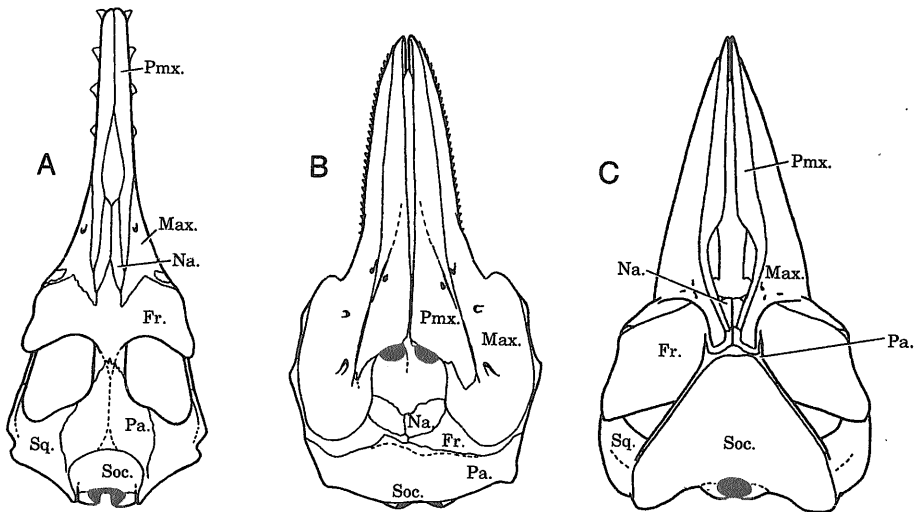 A
Pmx.
Max.
Na.
Fr.
Pa.
Sq.
Soc.
B
Pmx.
Max.
Na.
Fr.
Pa.
Soc.
C
Pmx.
Na.
Max.
Fr.
Pa.
Sq.
Soc.